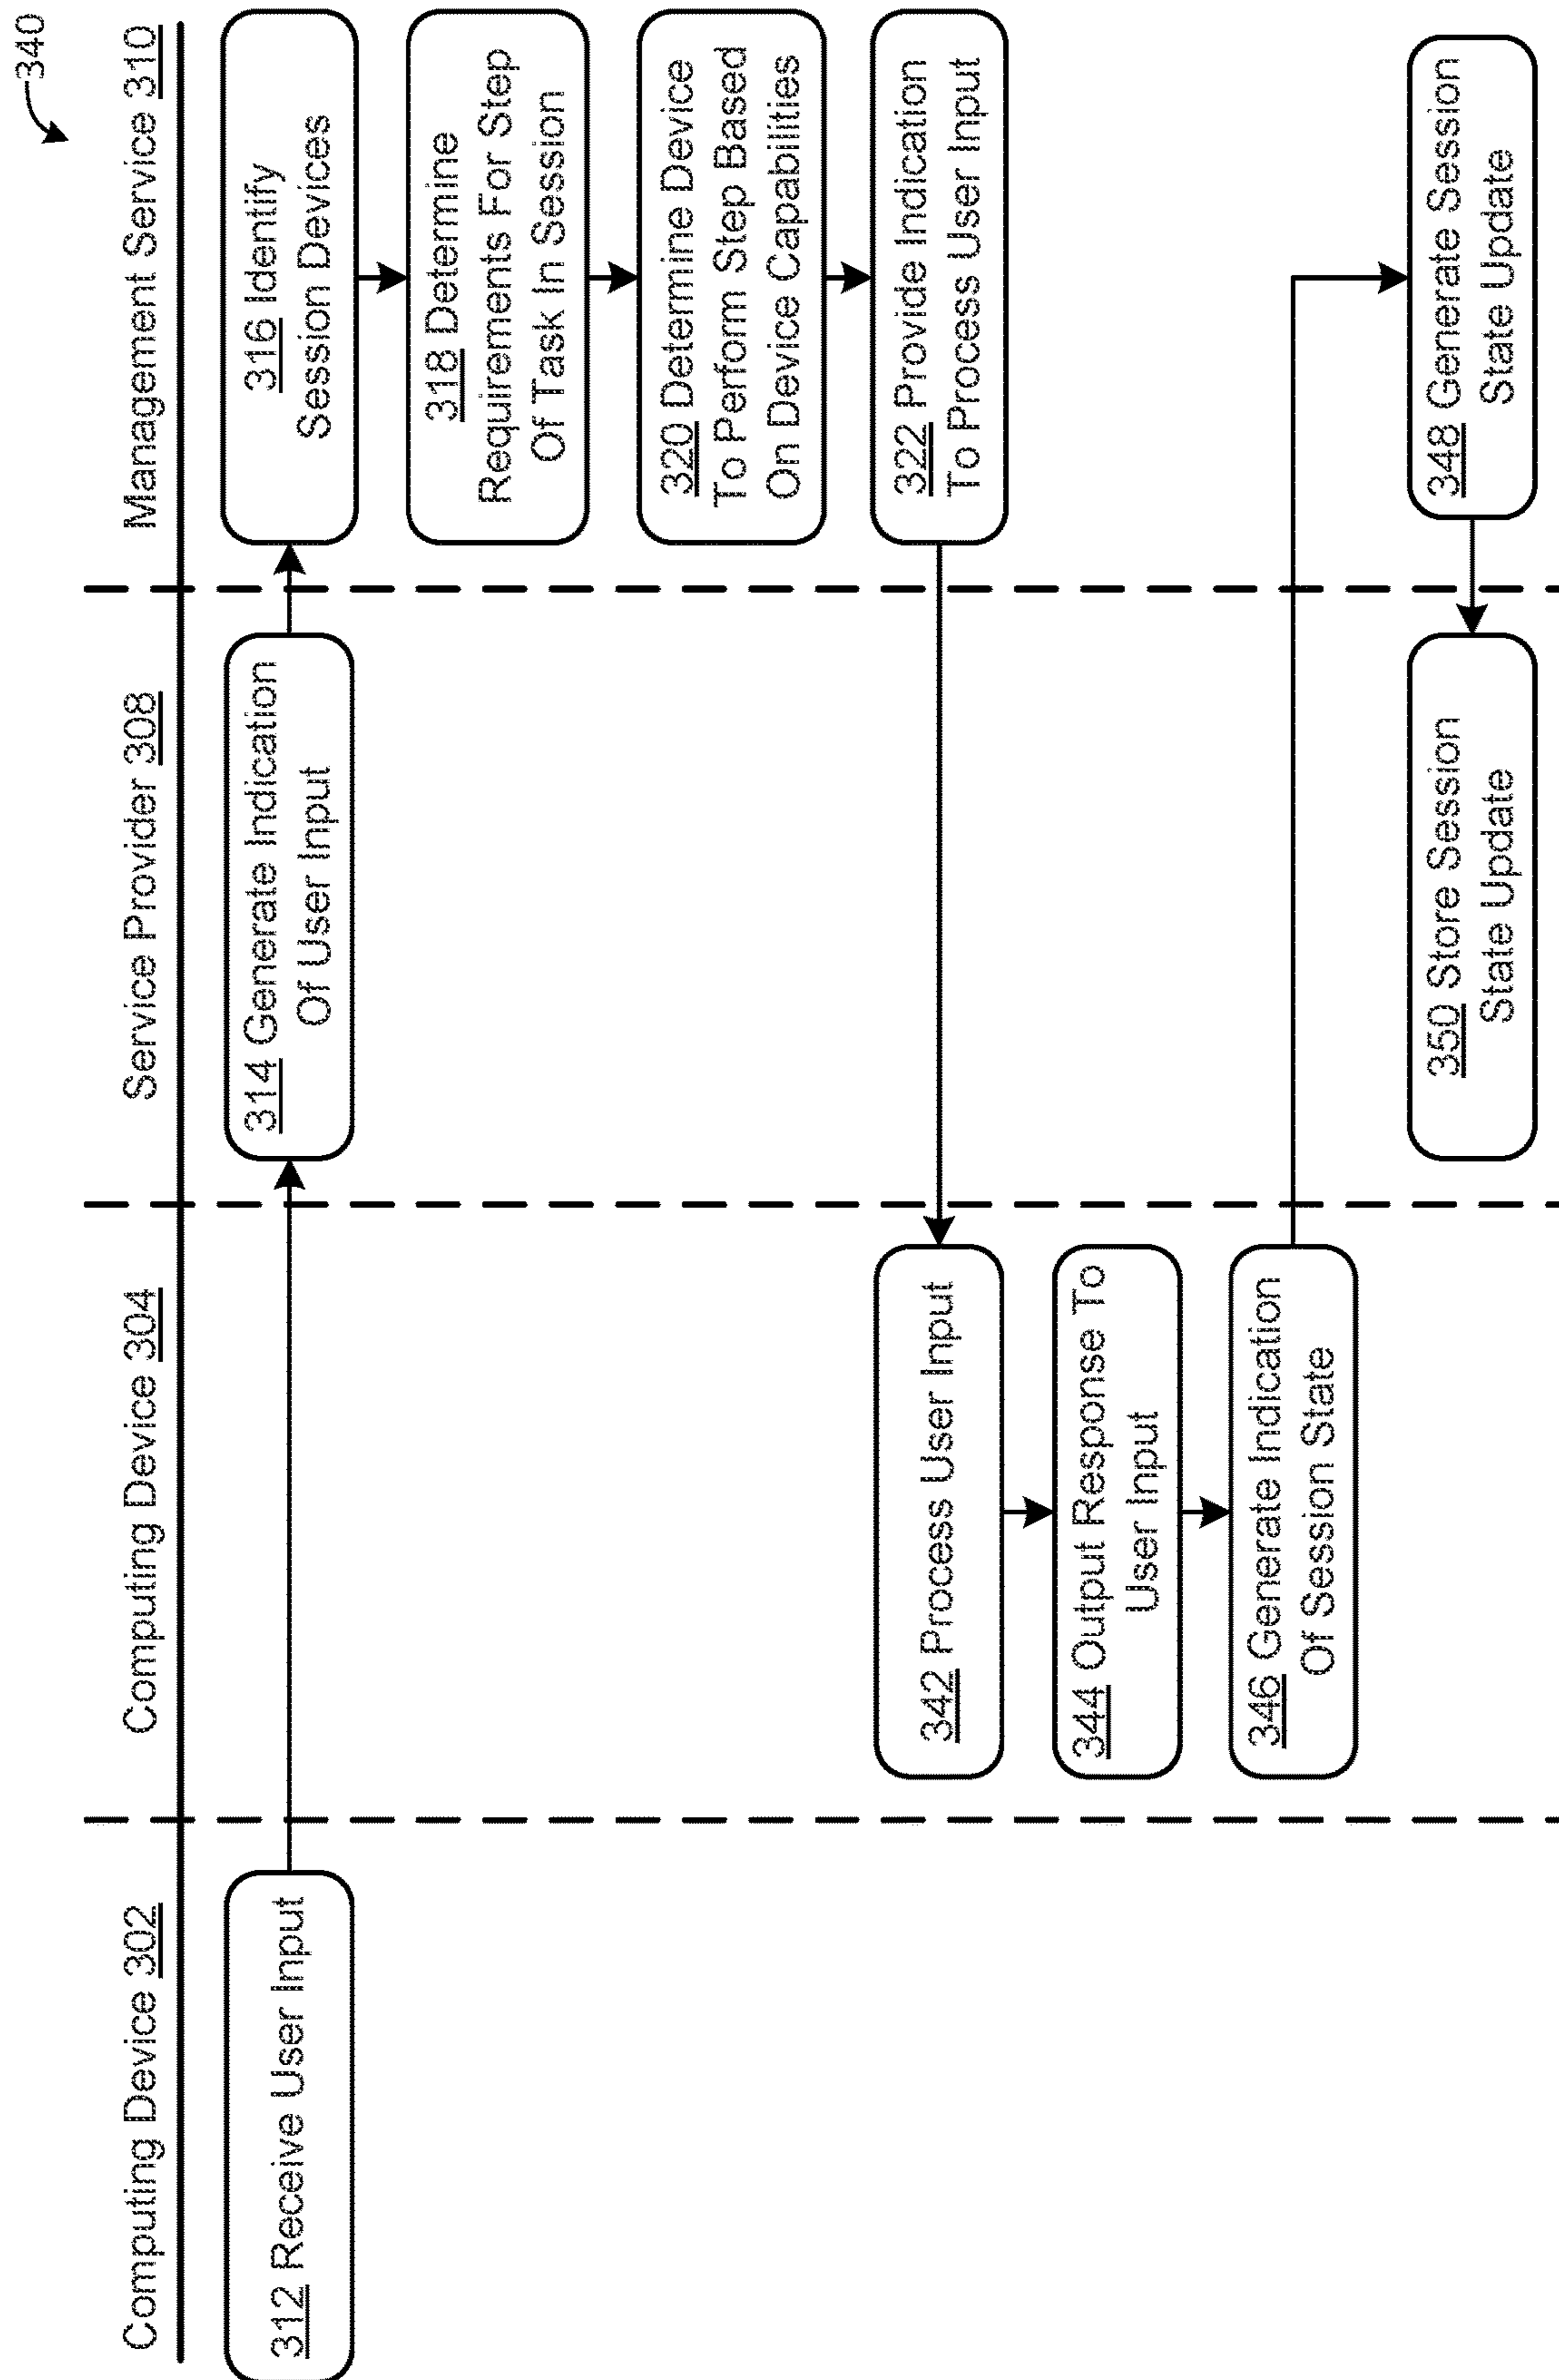 340
Computing Device 302
Computing Device 304
Service Provider 308
Management Service 310
312 Receive User Input
314 Generate Indication
Of User Input
316 Identify
Session Devices
318 Determine
Requirements For Step
Of Task In Session
320 Determine Device
To Perform Step Based
On Device Capabilities
322 Provide Indication
To Process User Input
342 Process User Input
344 Output Response To
User Input
346 Generate Indication
Of Session State
348 Generate Session
State Update
350 Store Session
State Update